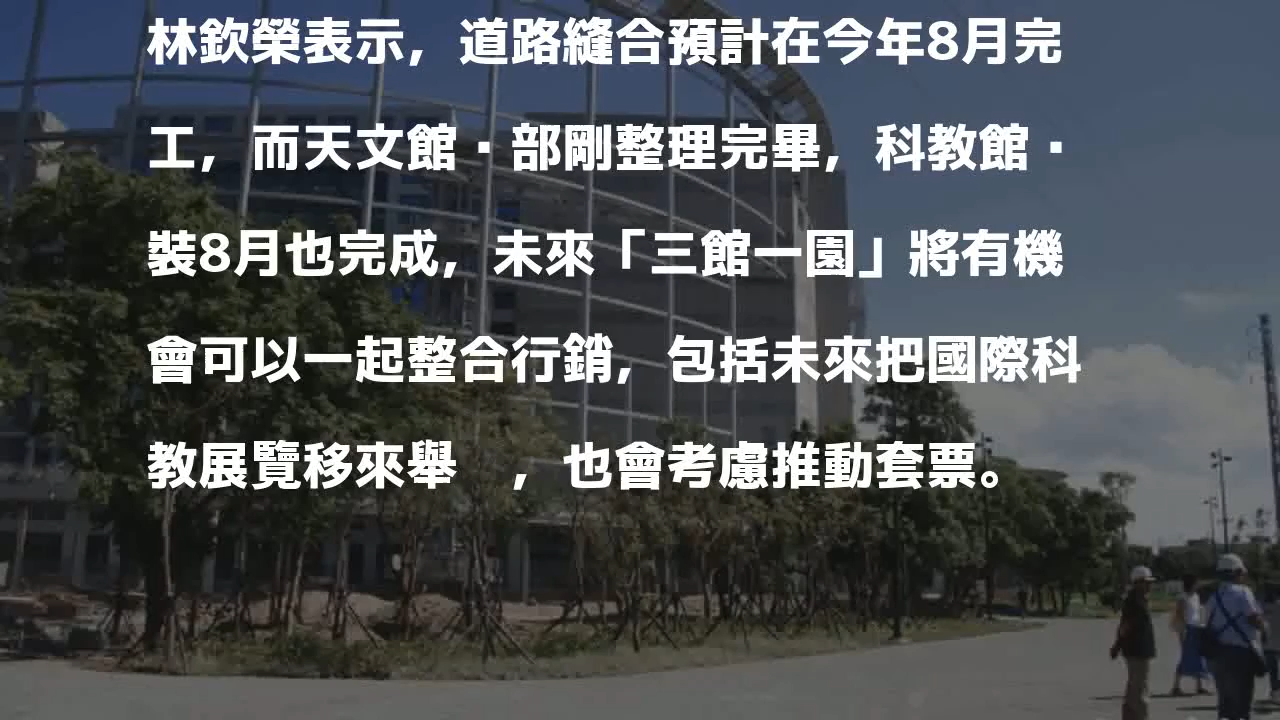 林欽榮表示，道路縫合預計在今年8月完
工，而天文館·部剛整理完畢，科教館·
裝8月也完成，未來「三館一園」將有機
會可以一起整合行銷，包括未來把國際科
教展覽移來舉　，也會考慮推動套票。